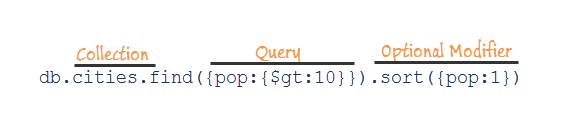 Collection Query Optional Modifier
db.cities.find({pop:{$gt:10}}).sort({pop:1})